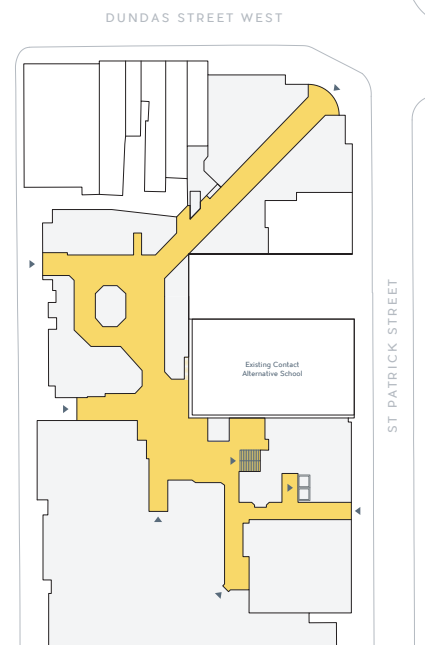 DUNDAS STREET WEST
ST PATRICK STREET
Existing Contact
Alternative School